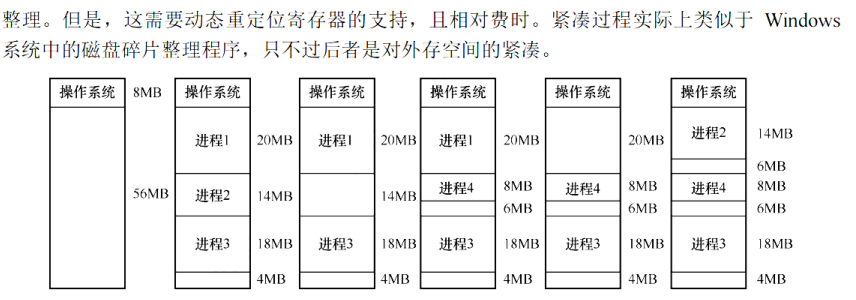 整理。但是，这需要动态重定位寄存器的支持，且相对费时。紧凑过程实际上类似于 Windows
系统中的磁盘碎片整理程序，只不过后者是对外存空间的紧凑。
操作系统 8MB 操作系统 操作系统 操作系统 操作系统 操作系统
进程1 20MB 进程1 20MB 进程1 20MB 20MB 进程2 14MB
6MB
56MB 进程2 14MB 14MB 进程4 8MB 进程4 8MB 进程4 8MB
6MB 6MB 6MB
进程3 18MB 进程3 18MB 进程3 18MB 进程3 18MB 进程3 18MB
4MB 4MB 4MB 4MB 4MB